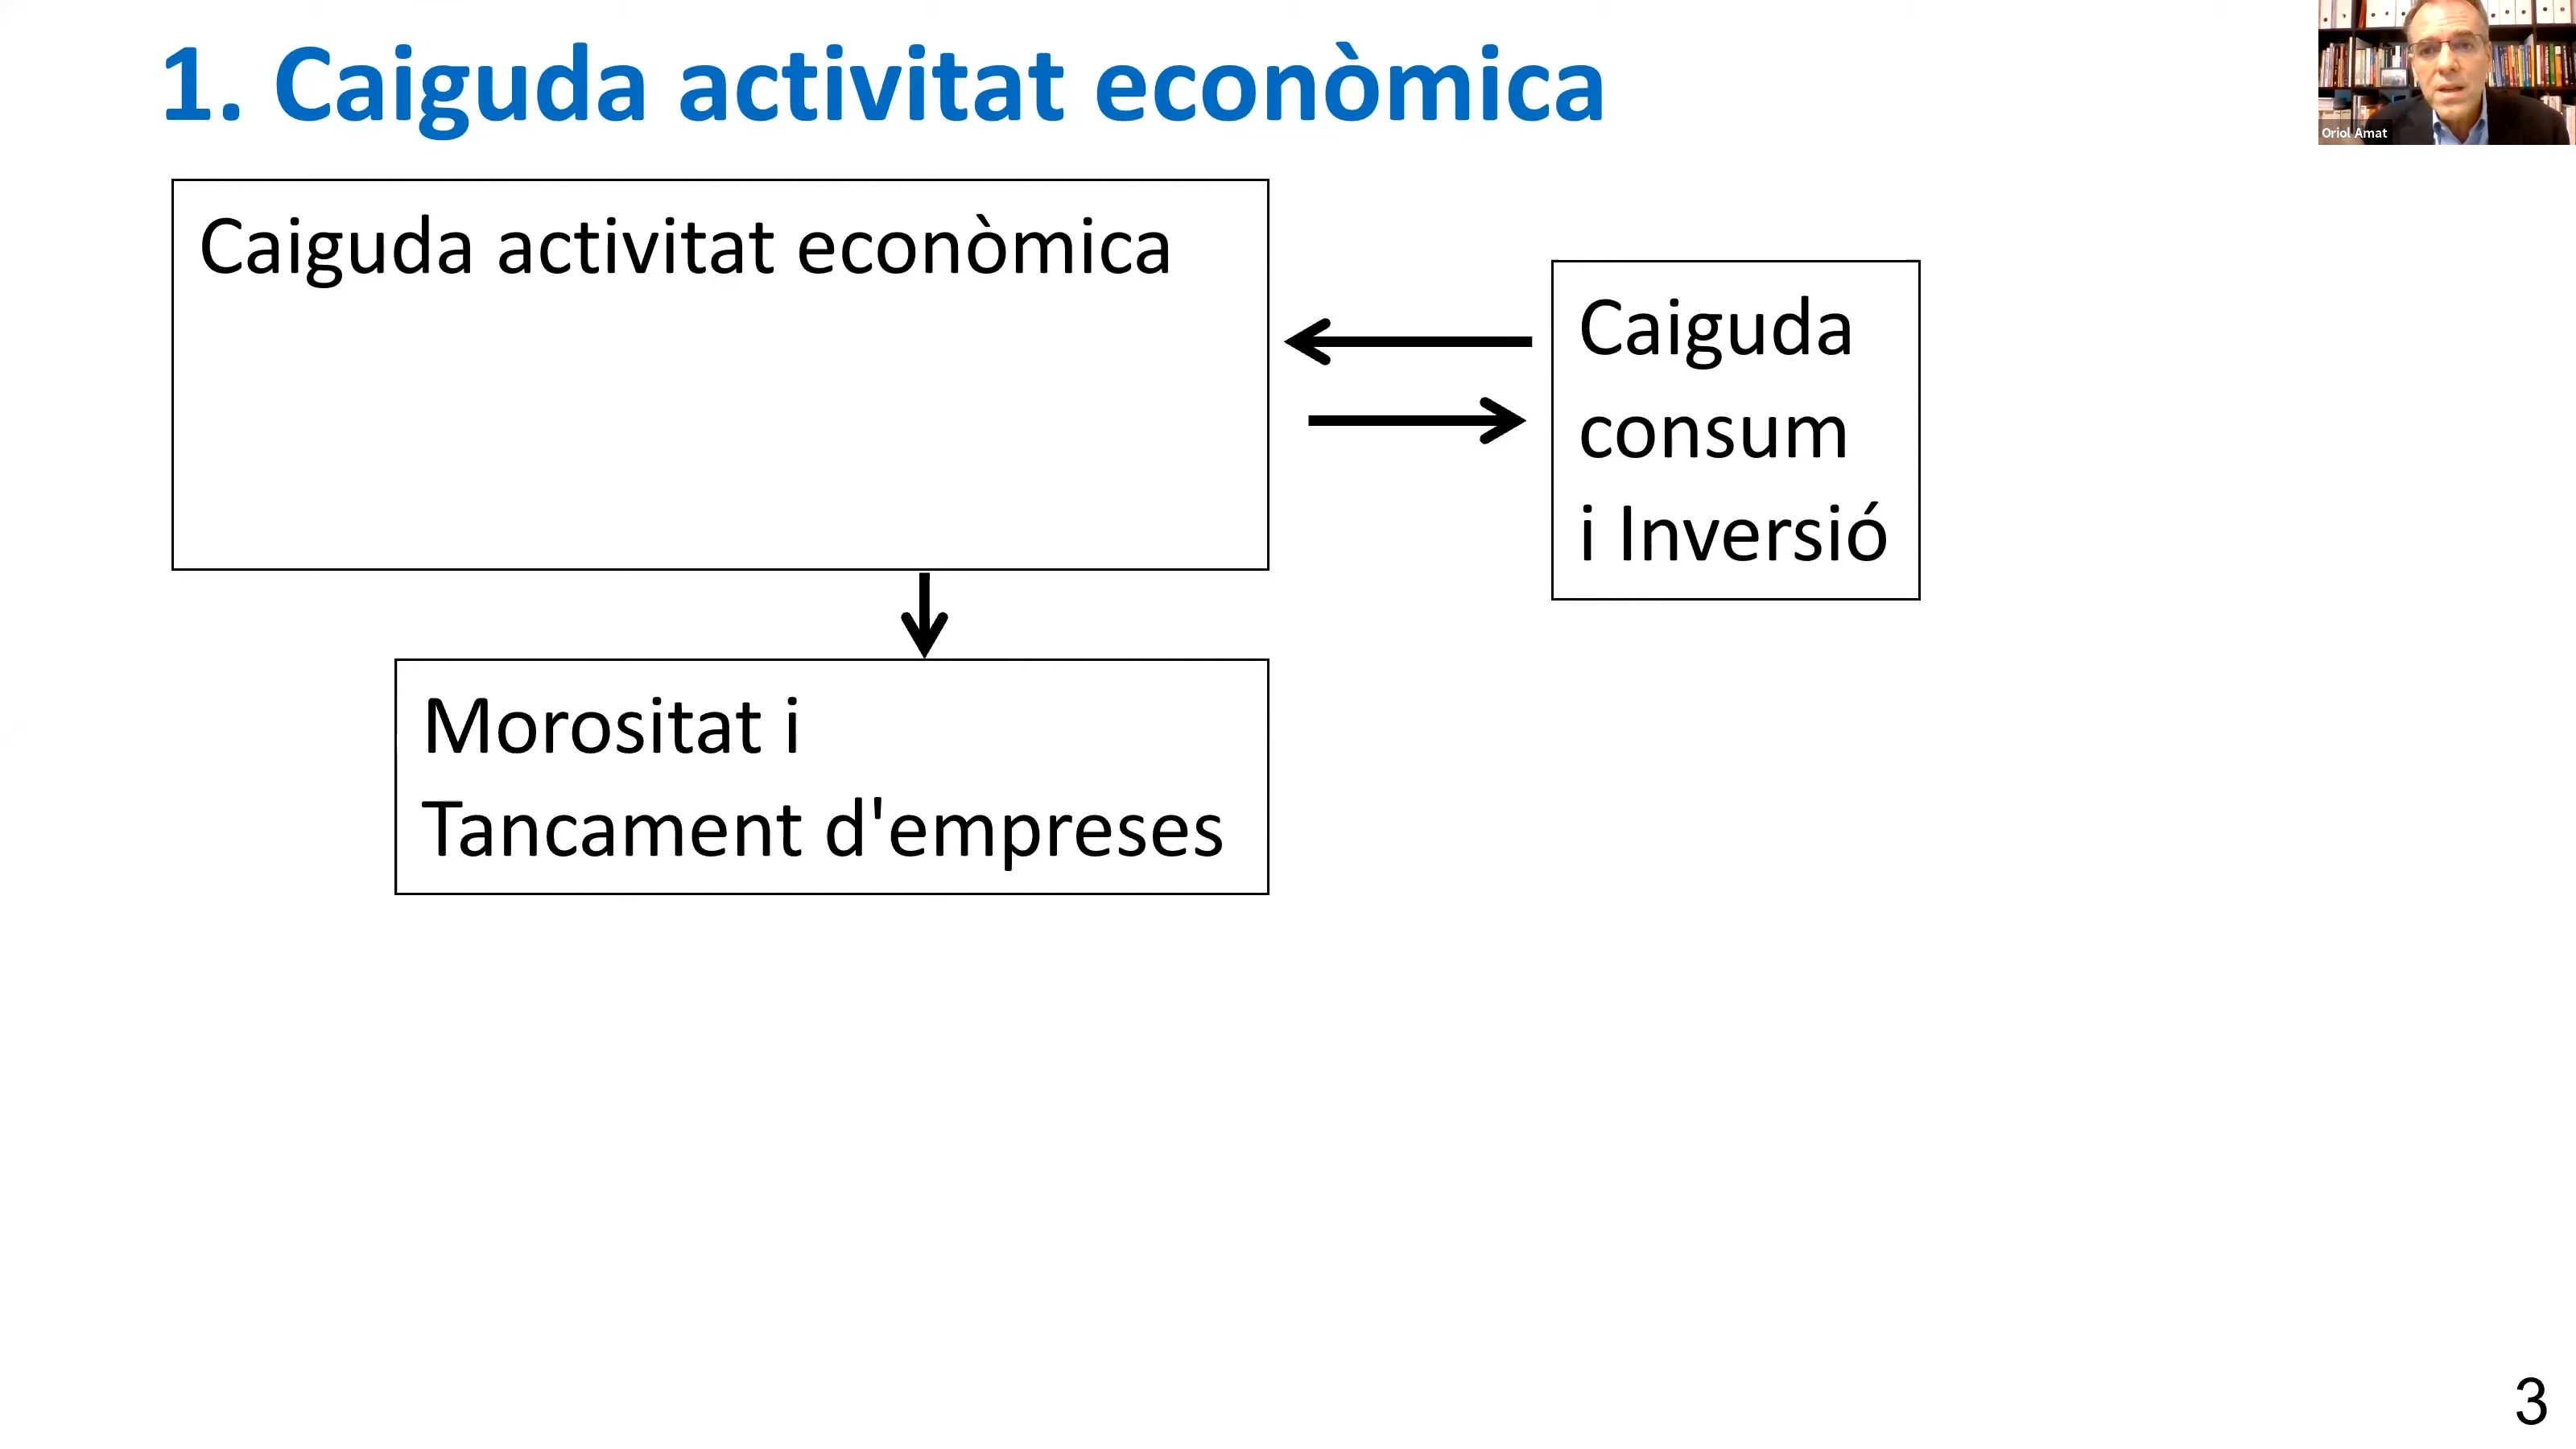 1. Caiguda activitat econòmica
Oriol Amat
Caiguda activitat econòmica
Caiguda
consum
i Inversió
Morositat i
Tancament d'empreses
3